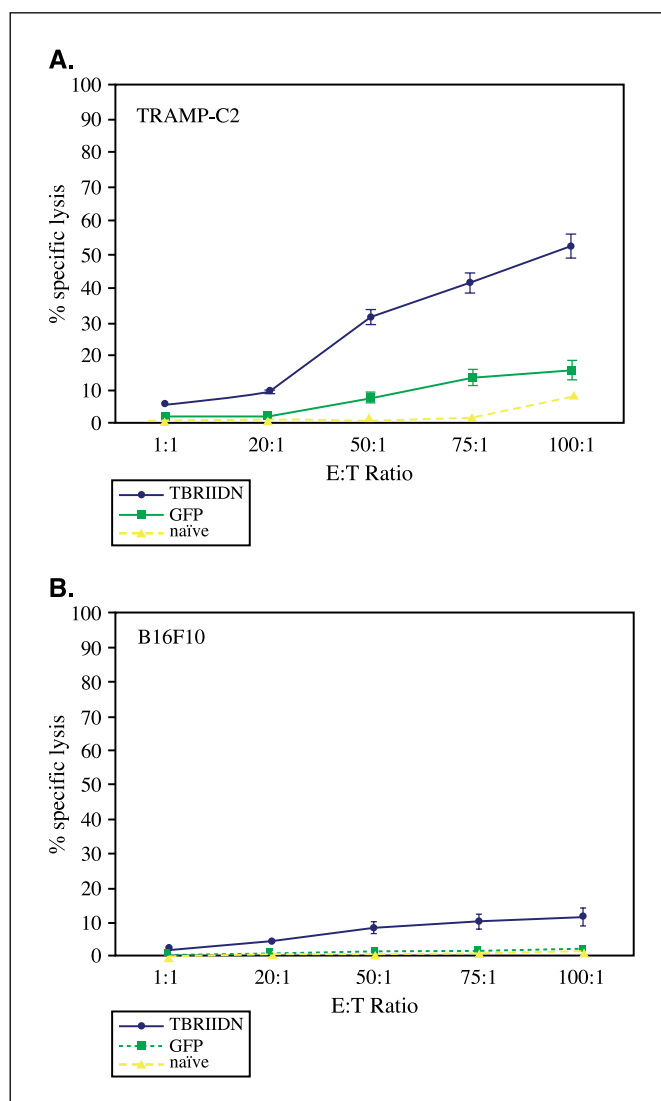 A.
100
90
80
70
60
50
40
30
20
10
0
% specific lysis
TRAMP-C2
1:1 20:1 50:1 75:1 100:1
E:T Ratio
TBRIIDN
GFP
naïve
B.
100
90
80
70
60
50
40
30
20
10
0
% specific lysis
B16F10
1:1 20:1 50:1 75:1 100:1
E:T Ratio
TBRIIDN
GFP
naïve